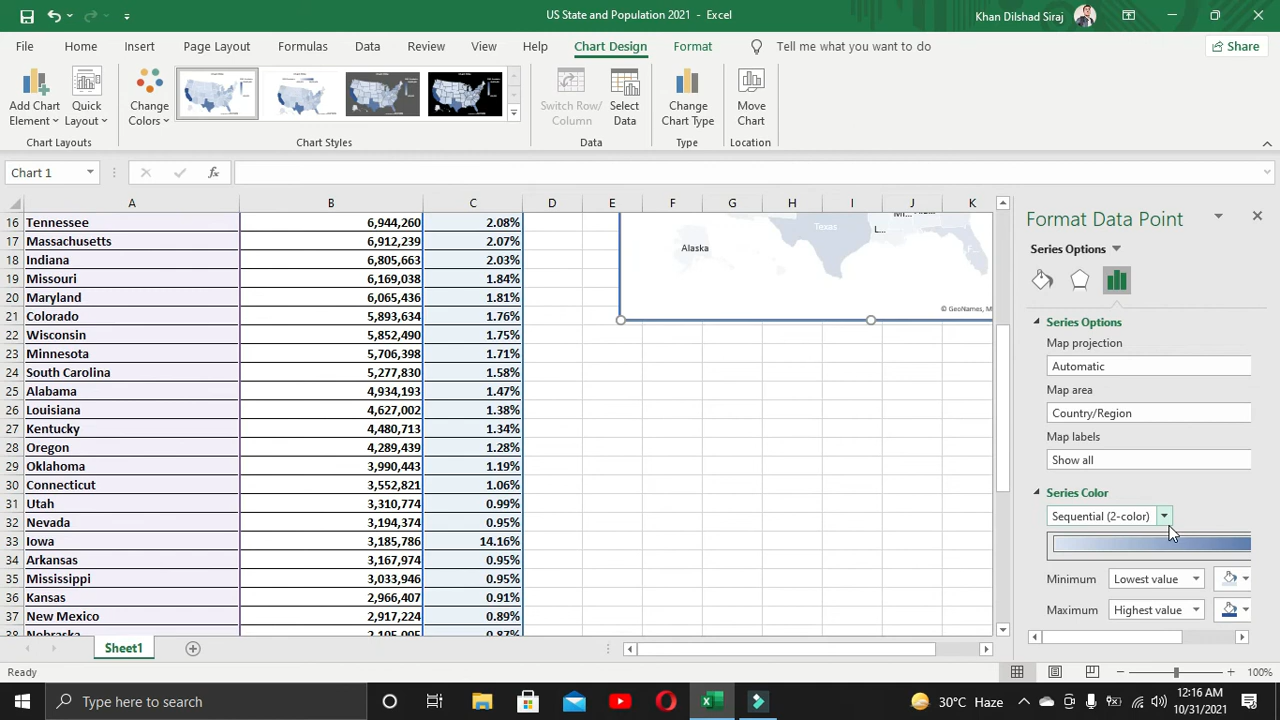 US State and Population 2021 - Excel
Khan Dilshad Siraj
File Home Insert Page Layout Formulas Data Review View Help Chart Design Format Tell me what you want to do Share
Add Chart Element
Quick Layout
Change Colors
Switch Row/ Column
Select Data
Change Chart Type
Move Chart
Chart Layouts Chart Styles Data Type Location
Chart 1 fx
A B C D E F G H I J K
16 Tennessee 6,944,260 2.08%
17 Massachusetts 6,912,239 2.07%
18 Indiana 6,805,663 2.03%
19 Missouri 6,169,038 1.84%
20 Maryland 6,065,436 1.81%
21 Colorado 5,893,634 1.76%
22 Wisconsin 5,852,490 1.75%
23 Minnesota 5,706,398 1.71%
24 South Carolina 5,277,830 1.58%
25 Alabama 4,934,193 1.47%
26 Louisiana 4,627,002 1.38%
27 Kentucky 4,480,713 1.34%
28 Oregon 4,289,439 1.28%
29 Oklahoma 3,990,443 1.19%
30 Connecticut 3,552,821 1.06%
31 Utah 3,310,774 0.99%
32 Nevada 3,194,374 0.95%
33 Iowa 3,185,786 14.16%
34 Arkansas 3,167,974 0.95%
35 Mississippi 3,033,946 0.95%
36 Kansas 2,966,407 0.91%
37 New Mexico 2,917,224 0.89%
38 Nebraska 2,105,005 0.87%
Mi...
Texas
L...
F...
Alaska
© GeoNames, M
Format Data Point
Series Options
Series Options
Map projection
Automatic
Map area
Country/Region
Map labels
Show all
Series Color
Sequential (2-color)
Minimum Lowest value
Maximum Highest value
Sheet1
Ready
100%
Type here to search
30°C Haze
12:16 AM
10/31/2021